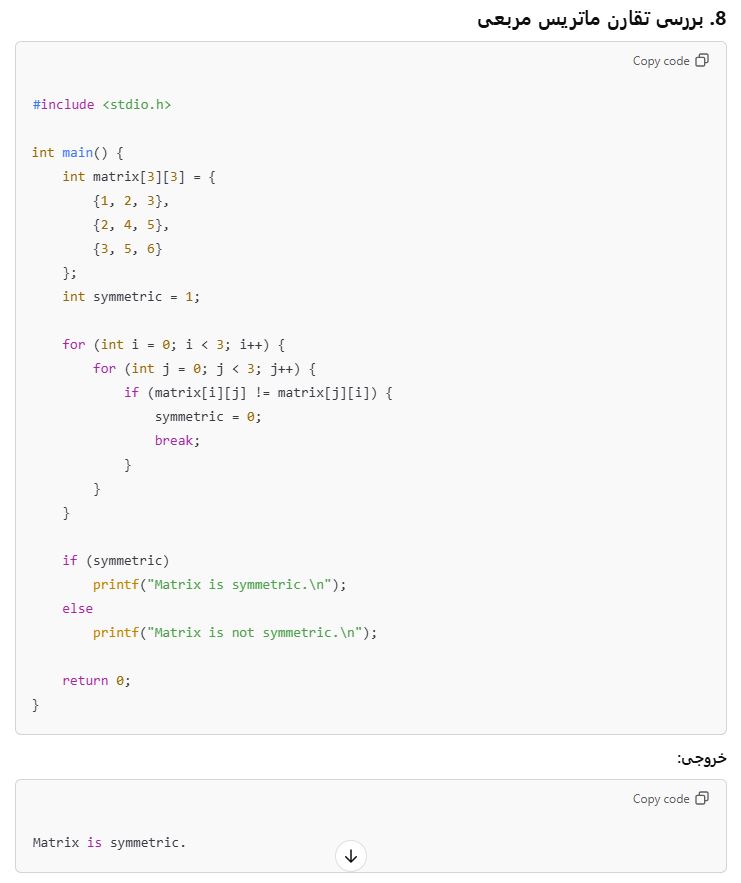 8. بررسی تقارن ماتریس مربعی
Copy code
#include <stdio.h>

int main() {
    int matrix[3][3] = {
        {1, 2, 3},
        {2, 4, 5},
        {3, 5, 6}
    };
    int symmetric = 1;

    for (int i = 0; i < 3; i++) {
        for (int j = 0; j < 3; j++) {
            if (matrix[i][j] != matrix[j][i]) {
                symmetric = 0;
                break;
            }
        }
    }

    if (symmetric)
        printf("Matrix is symmetric.\n");
    else
        printf("Matrix is not symmetric.\n");

    return 0;
}
خروجی:
Copy code
Matrix is symmetric.